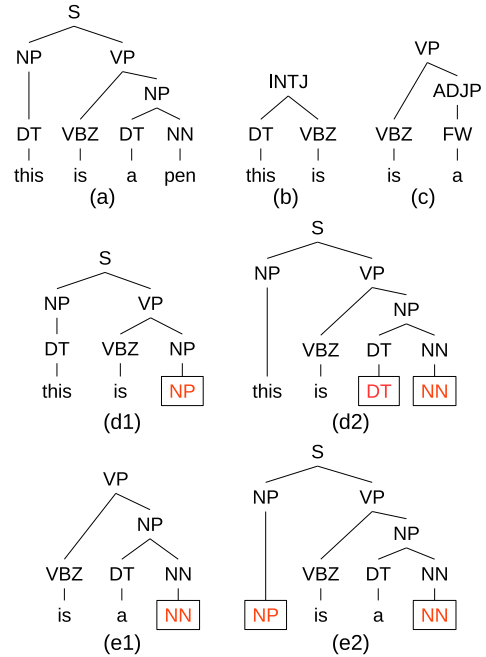 S
NP VP
NP
DT VBZ DT NN
this is a pen
(a)
INTJ
DT VBZ
this is
(b)
VP
ADJP
VBZ FW
is a
(c)
S
NP VP
DT VBZ NP
this is NP
(d1)
S
NP VP
NP
VBZ DT NN
this is DT NN
(d2)
VP
NP
VBZ DT NN
is a NN
(e1)
S
NP VP
NP
VBZ DT NN
NP is a NN
(e2)